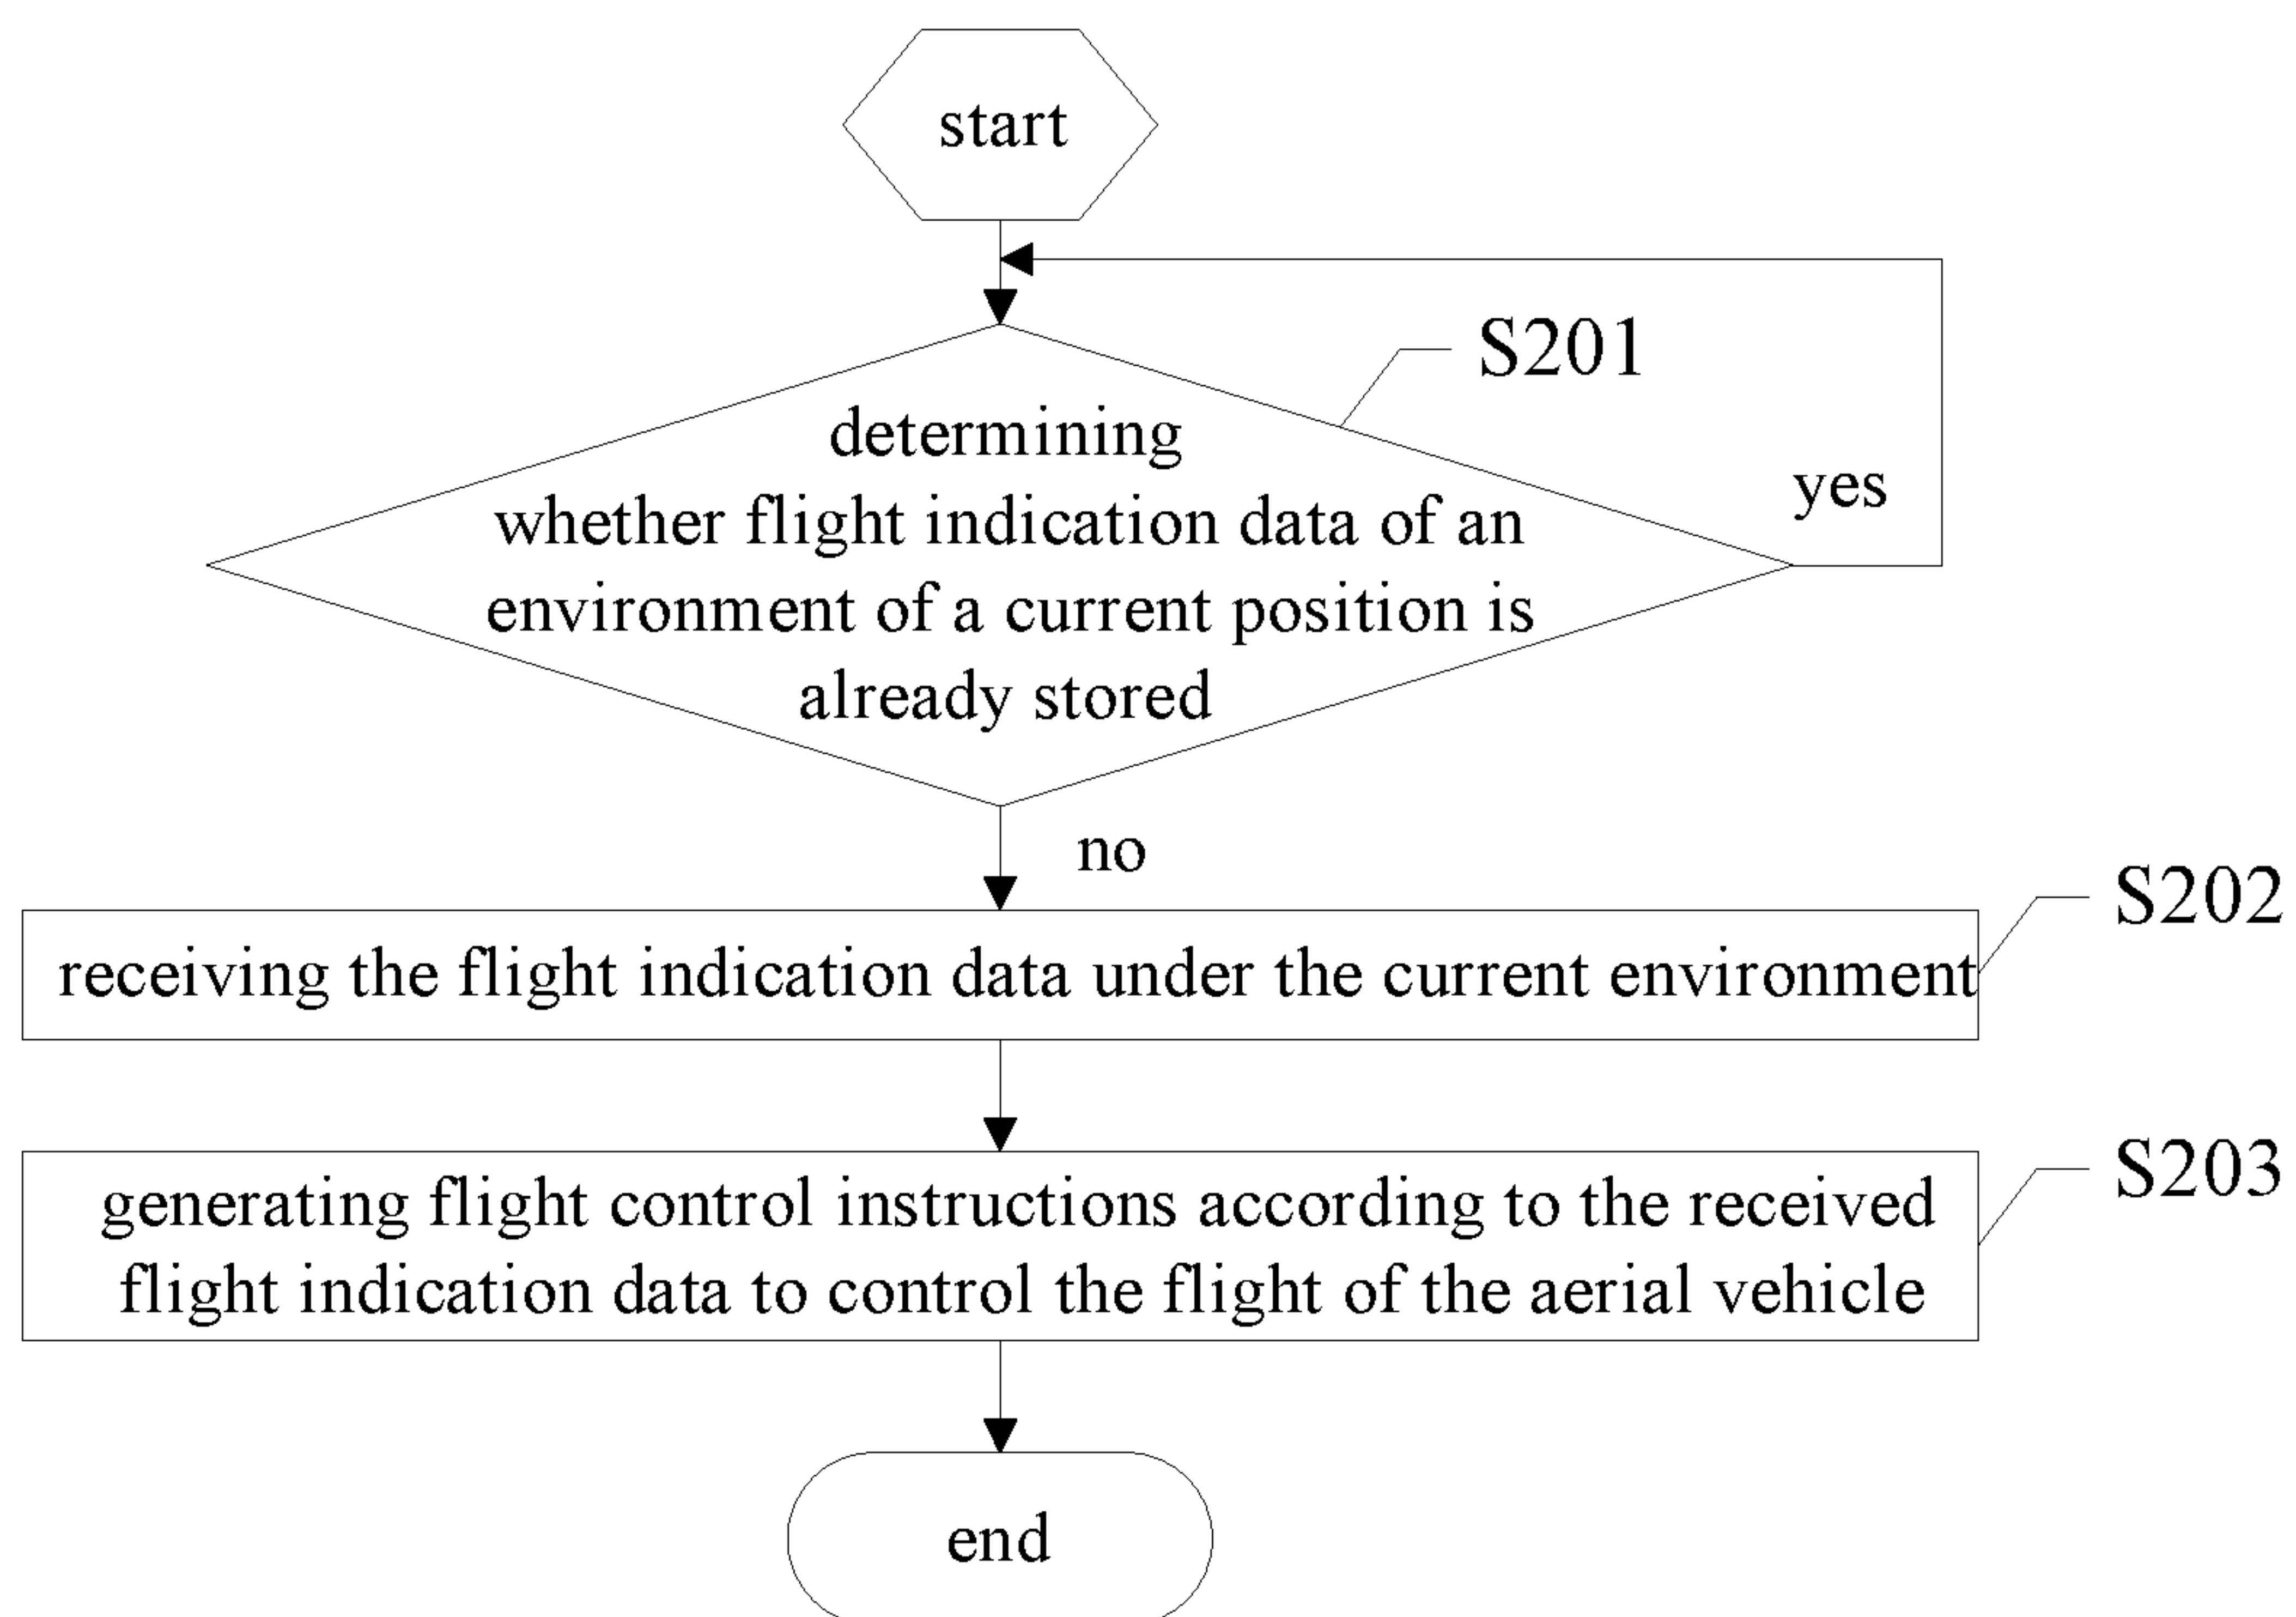 start
S201
determining
whether flight indication data of an
environment of a current position is
already stored
yes
no
S202
receiving the flight indication data under the current environment
S203
generating flight control instructions according to the received
flight indication data to control the flight of the aerial vehicle
end